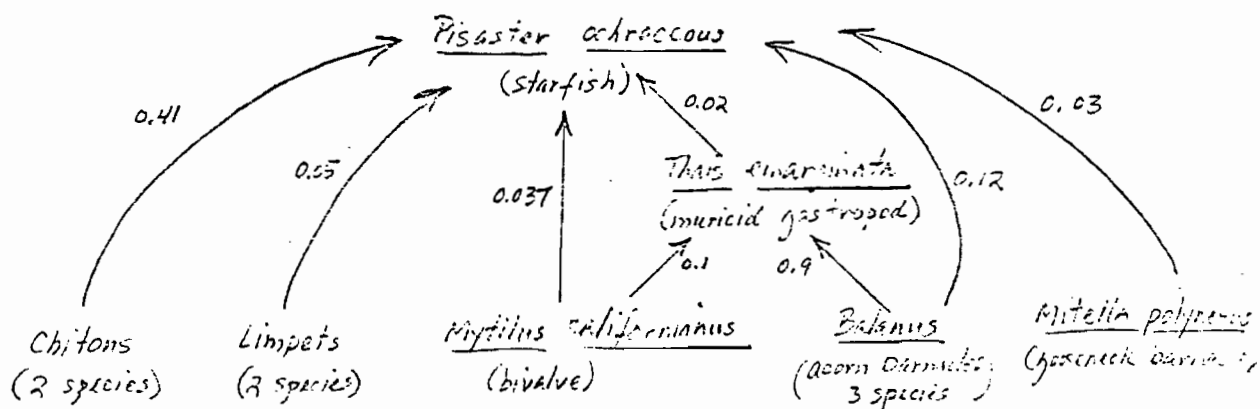 Pisaster ochraccous
(starfish)
0.41
0.05
0.037
0.02
0.12
0.03
Thais emarginata
(muricid gastropod)
0.1
0.9
Chitons
(2 species)
Limpets
(2 species)
Mytilus californianus
(bivalve)
Balanus
(acorn barnacles,
3 species
Mitella polymerus
(gooseneck